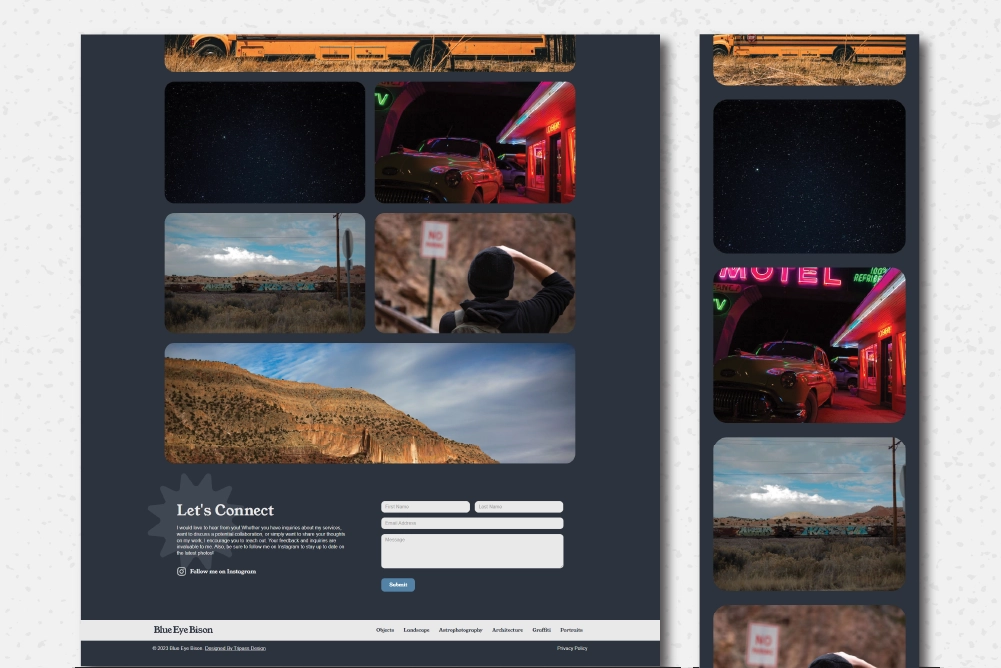 NO
MOTEL
100%
REFRIG
TV
NO
Let's Connect
I would love to hear from you! Whether you have inquiries about my services,
want to discuss a potential collaboration, or simply want to share your thoughts
on my work, I encourage you to reach out. Your feedback and inquiries are
invaluable to me. Also, be sure to follow me on Instagram to stay up to date on
the latest photos!
Follow me on Instagram
First Name
Last Name
Email Address
Message
Submit
Blue Eye Bison
Objects
Landscape
Astrophotography
Architecture
Graffiti
Portraits
© 2023 Blue Eye Bison. Designed By Tripass Design
Privacy Policy